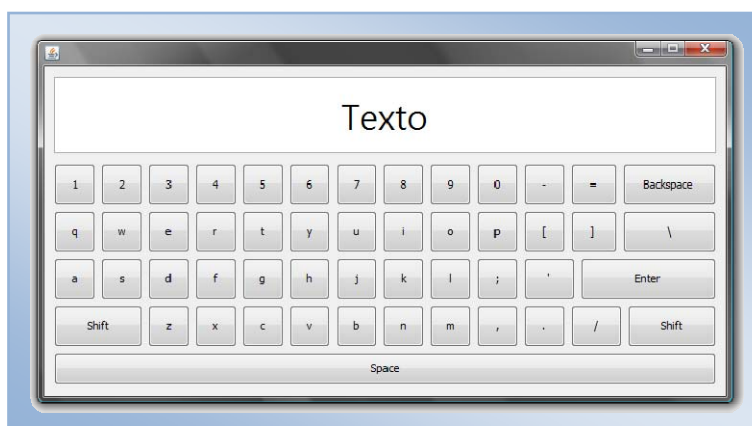 Texto
1 2 3 4 5 6 7 8 9 0 - = Backspace
q w e r t y u i o p [ ] \
a s d f g h j k l ; ' Enter
Shift z x c v b n m , . / Shift
Space